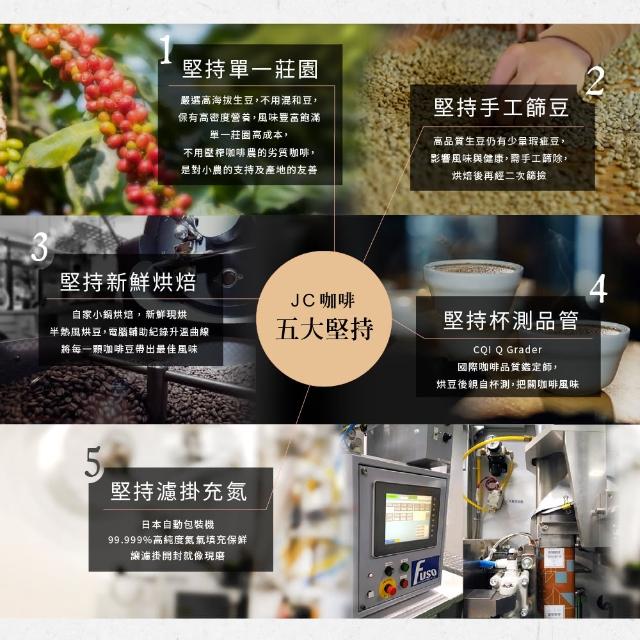 1
堅持單一莊園
嚴選高海拔生豆,不用混和豆,
保有高密度營養,風味豐富飽滿
單一莊園高成本,
不用壓榨咖啡農的劣質咖啡,
是對小農的支持及產地的友善
2
堅持手工篩豆
高品質生豆仍有少量瑕疵豆,
影響風味與健康,需手工篩除,
烘焙後再經二次篩撿
3
堅持新鮮烘焙
自家小鍋烘焙,新鮮現烘
半熱風烘豆,電腦輔助紀錄升溫曲線
將每一顆咖啡豆帶出最佳風味
JC 咖啡
五大堅持
4
堅持杯測品管
CQI Q Grader
國際咖啡品質鑑定師,
烘豆後親自杯測,把關咖啡風味
5
堅持濾掛充氮
日本自動包裝機
99.999%高純度氮氣填充保鮮
讓濾掛開封就像現磨
Fuso